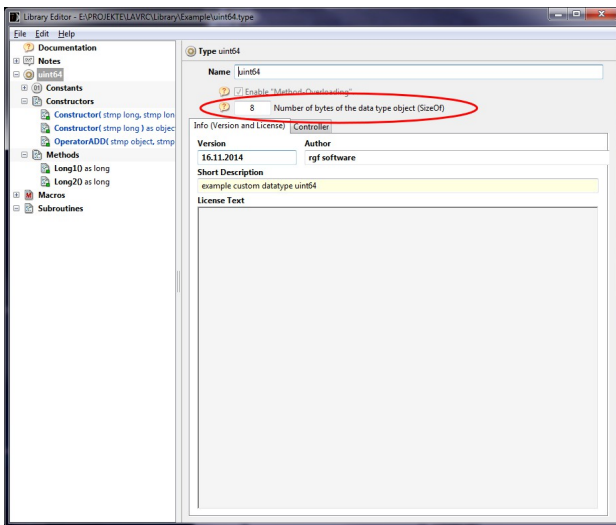 Library Editor - E:\PROJEKTE\LAVRC\Library\Example\uint64.type
File Edit Help
Documentation
Notes
uint64
Constants
Constructors
Constructor( stmp long, stmp lon
Constructor( stmp long ) as objec
OperatorADD( stmp object, stmp
Methods
Long1() as long
Long2() as long
Macros
Subroutines
Type uint64
Name uint64
Enable "Method-Overloading"
8 Number of bytes of the data type object (SizeOf)
Info (Version and License) Controller
Version Author
16.11.2014 rgf software
Short Description
example custom datatype uint64
License Text